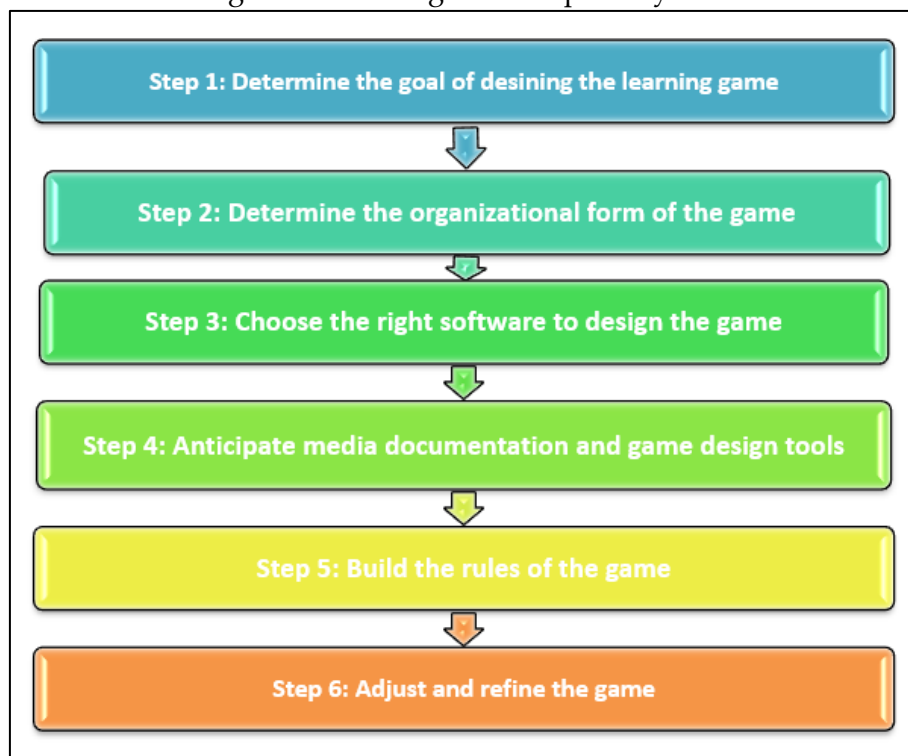 Step 1: Determine the goal of desining the learning game
Step 2: Determine the organizational form of the game
Step 3: Choose the right software to design the game
Step 4: Anticipate media documentation and game design tools
Step 5: Build the rules of the game
Step 6: Adjust and refine the game